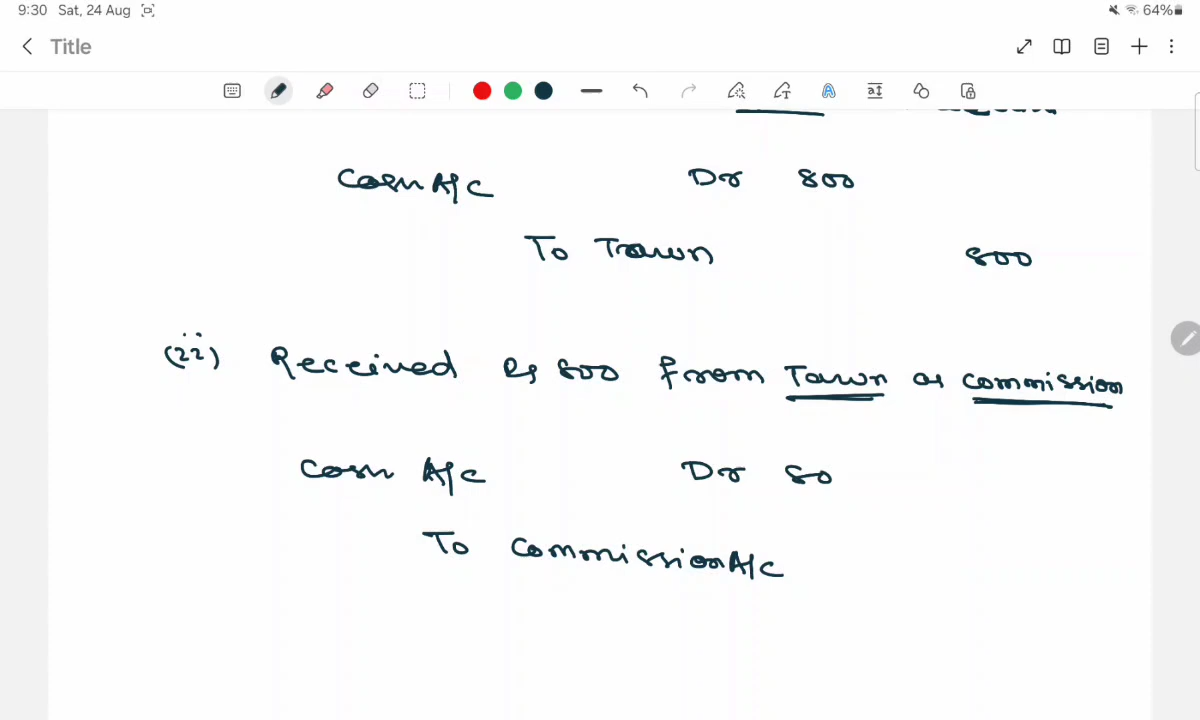 9:30 Sat, 24 Aug 64%
Title
Cash A/c Dr 800
To Tarun 800
(ii) Received Rs 800 from Tarun as commission
Cash A/c Dr 80
To Commission A/c